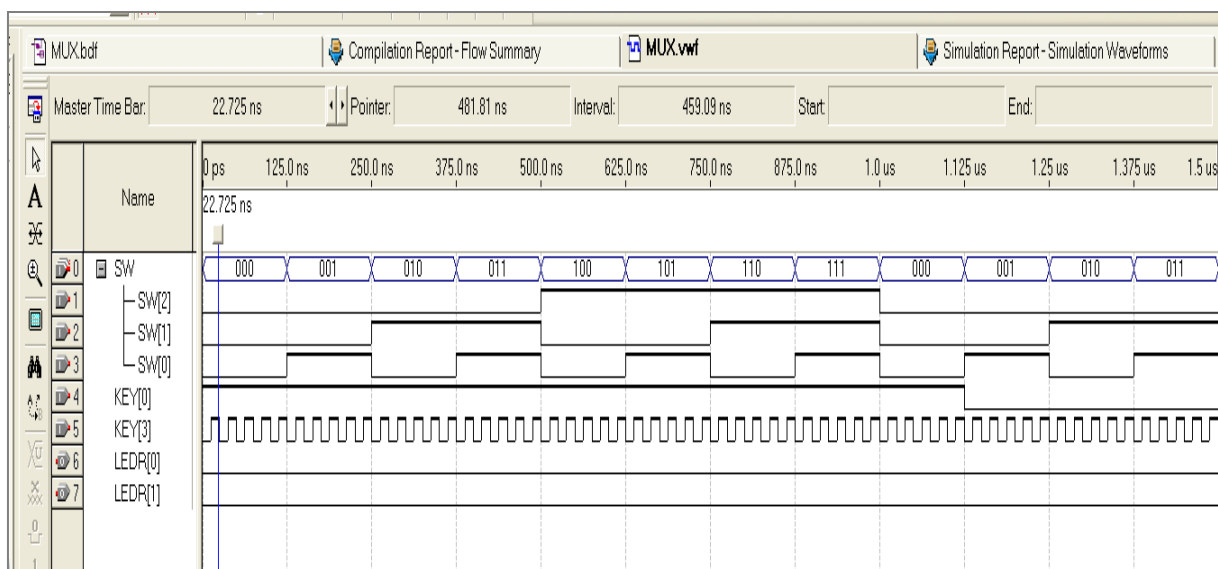 MUX.bdf Compilation Report - Flow Summary MUX.vwf Simulation Report - Simulation Waveforms
Master Time Bar: 22.725 ns Pointer: 481.81 ns Interval: 459.09 ns Start: End:
0 ps 125.0 ns 250.0 ns 375.0 ns 500.0 ns 625.0 ns 750.0 ns 875.0 ns 1.0 us 1.125 us 1.25 us 1.375 us 1.5 us
Name
22.725 ns
A
0 SW 000 001 010 011 100 101 110 111 000 001 010 011
1 SW[2]
2 SW[1]
3 SW[0]
4 KEY[0]
5 KEY[3]
6 LEDR[0]
7 LEDR[1]